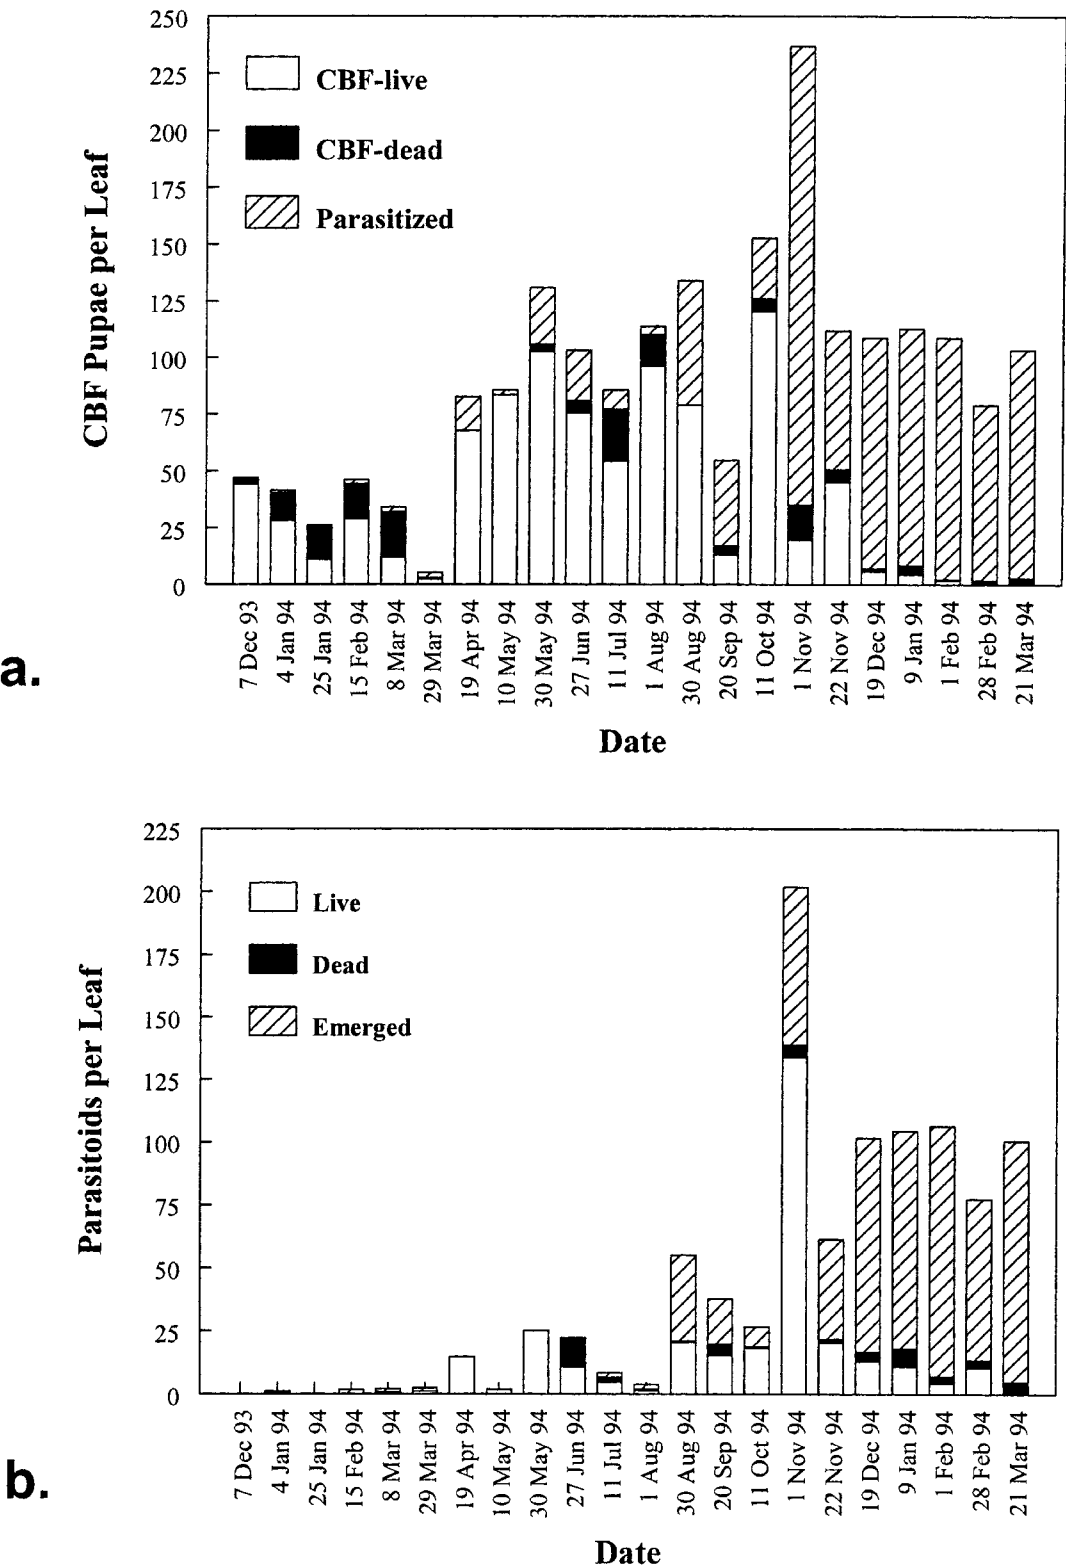 250
225
200
175
150
125
100
75
50
25
0
CBF Pupae per Leaf
CBF-live
CBF-dead
Parasitized
7 Dec 93
4 Jan 94
25 Jan 94
15 Feb 94
8 Mar 94
29 Mar 94
19 Apr 94
10 May 94
30 May 94
27 Jun 94
11 Jul 94
1 Aug 94
30 Aug 94
20 Sep 94
11 Oct 94
1 Nov 94
22 Nov 94
19 Dec 94
9 Jan 94
1 Feb 94
28 Feb 94
21 Mar 94
a.
Date
225
200
175
150
125
100
75
50
25
0
Parasitoids per Leaf
Live
Dead
Emerged
7 Dec 93
4 Jan 94
25 Jan 94
15 Feb 94
8 Mar 94
29 Mar 94
19 Apr 94
10 May 94
30 May 94
27 Jun 94
11 Jul 94
1 Aug 94
30 Aug 94
20 Sep 94
11 Oct 94
1 Nov 94
22 Nov 94
19 Dec 94
9 Jan 94
1 Feb 94
28 Feb 94
21 Mar 94
b.
Date